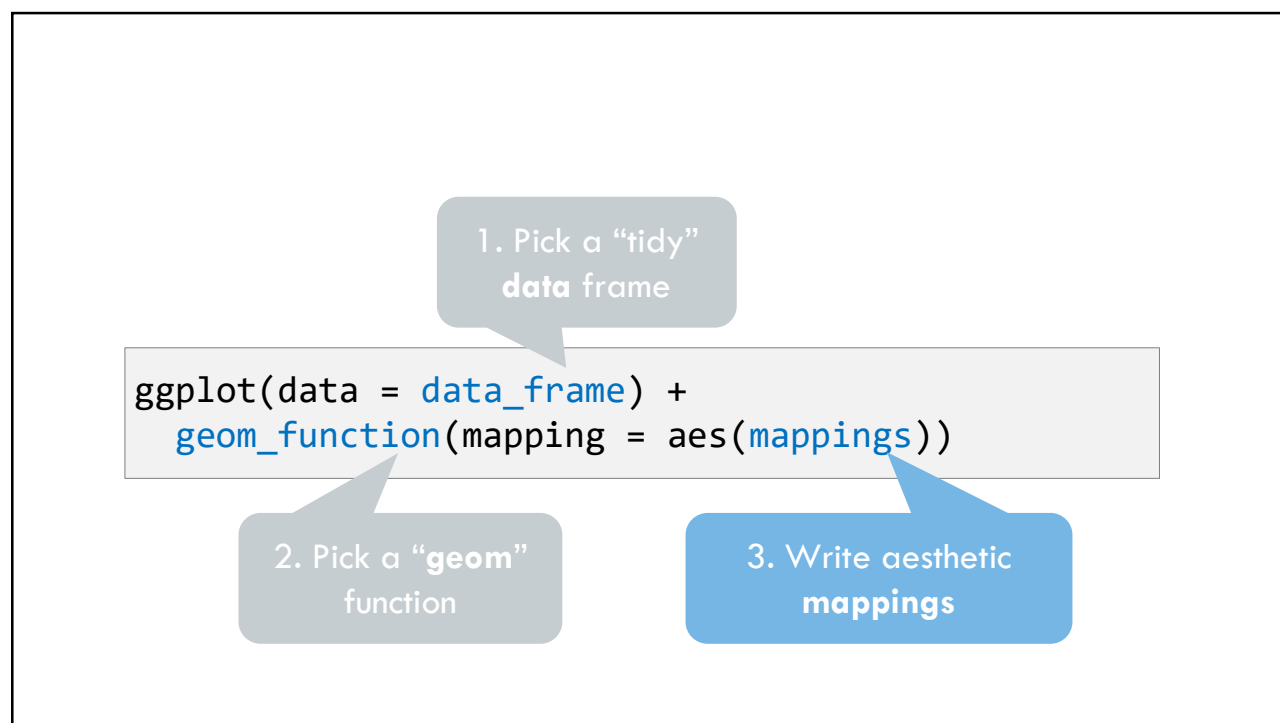 1. Pick a “tidy”
data frame
ggplot(data = data_frame) +
  geom_function(mapping = aes(mappings))
2. Pick a “geom”
function
3. Write aesthetic
mappings